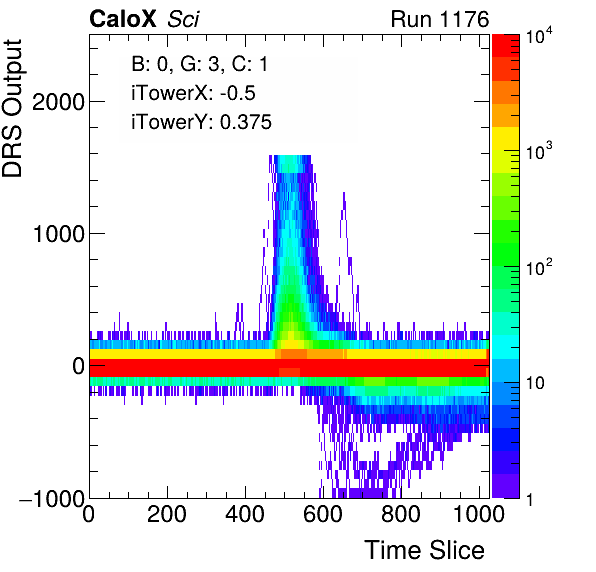 CaloX Sci Run 1176
DRS Output
B: 0, G: 3, C: 1
iTowerX: -0.5
iTowerY: 0.375
2000
1000
0
−1000
0 200 400 600 800 1000
Time Slice
10^4
10^3
10^2
10
1